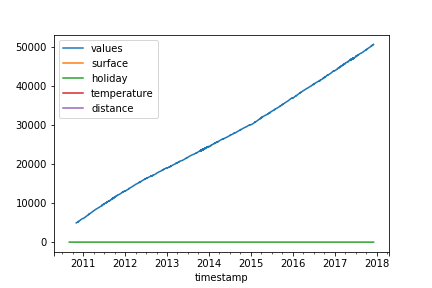 50000
40000
30000
20000
10000
0
values
surface
holiday
temperature
distance
2011 2012 2013 2014 2015 2016 2017 2018
timestamp